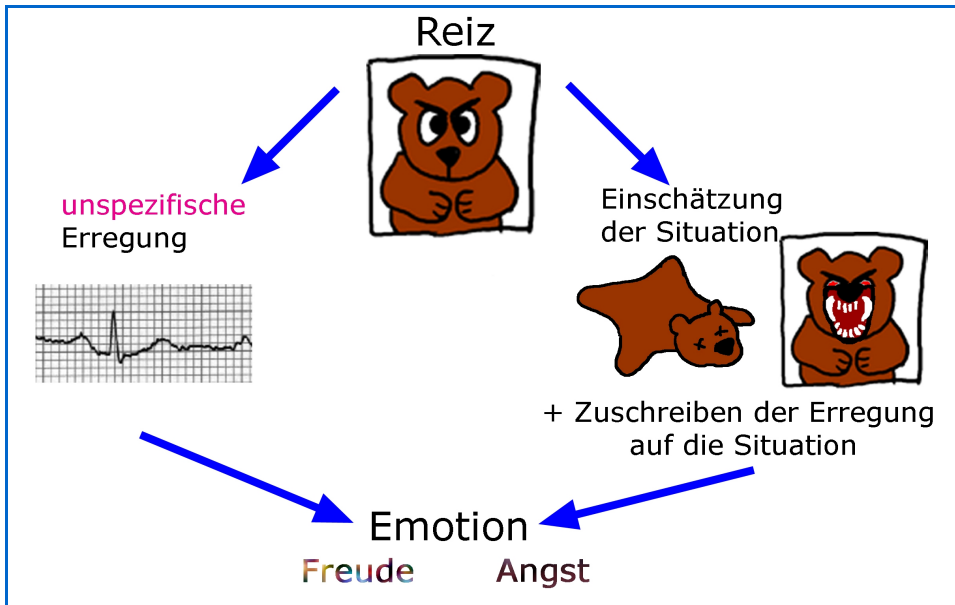 Reiz
unspezifische
Erregung
Einschätzung
der Situation
+ Zuschreiben der Erregung
auf die Situation
Emotion
Freude Angst